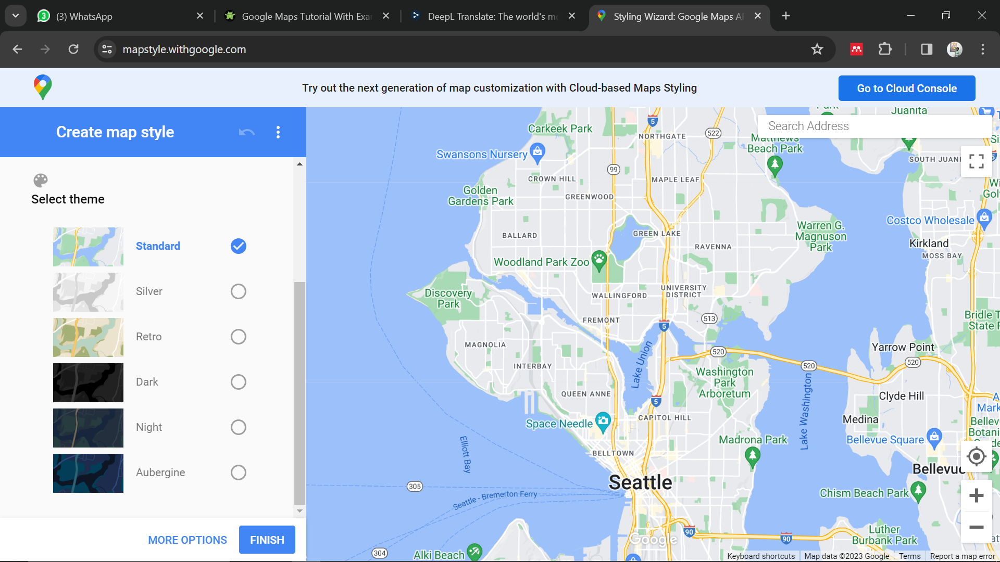 (3) WhatsApp
Google Maps Tutorial With Exa
DeepL Translate: The world's m
Styling Wizard: Google Maps A
mapstyle.withgoogle.com
Try out the next generation of map customization with Cloud-based Maps Styling
Go to Cloud Console
Create map style
Select theme
Standard
Silver
Retro
Dark
Night
Aubergine
MORE OPTIONS
FINISH
Search Address
Juanita
Carkeek Park
5
NORTHGATE
522
Matthews
Beach Park
Swansons Nursery
SOUTH JUAN
99
CROWN HILL
MAPLE LEAF
Golden
Gardens Park
GREENWOOD
Costco Wholesale
Warren G.
Magnuson
Park
BALLARD
GREEN LAKE
RAVENNA
Kirkland
MOSS BAY
Woodland Park Zoo
Discovery
Park
UNIVERSITY
DISTRICT
WALLINGFORD
FREMONT
513
5
Bridle T
State P
MAGNOLIA
Lake Union
520
Yarrow Point
520
520
INTERBAY
Washington
Park
Arboretum
QUEEN ANNE
5
Lake Washington
Clyde Hill
Mark
CAPITOL HILL
Medina
Space Needle
Bellev
Botani
Madrona Park
Bellevue Square
Elliott Bay
BELLTOWN
Bellevue
Seattle
305
Seattle - Bremerton Ferry
Chism Beach Park
90
90
Luther
Burbank Park
304
Alki Beach
Google
Keyboard shortcuts
Map data ©2023 Google
Terms
Report a map error